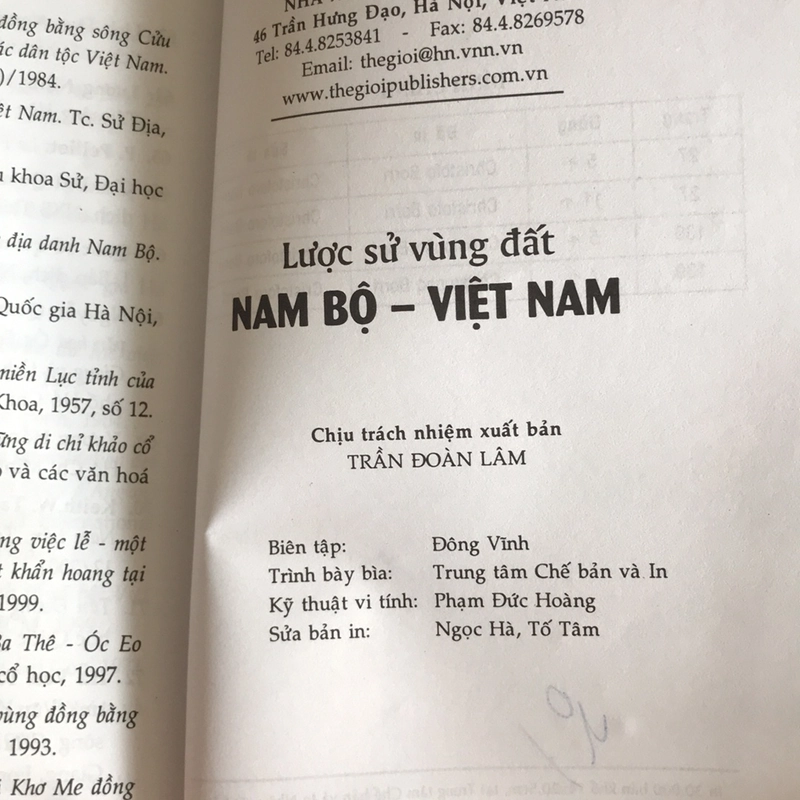 đồng bằng sông Cửu
dân tộc Việt Nam.
/1984.
Nam. Tc. Sử Địa,
khoa Sử, Đại học
địa danh Nam Bộ.
Quốc gia Hà Nội,
miền Lục tỉnh của
Khoa, 1957, số 12.
di chỉ khảo cổ
và các văn hoá
việc lễ - một
khẩn hoang tại
1999.
Ba Thê - Óc Eo
cổ học, 1997.
vùng đồng bằng
1993.
Khơ Me đồng
46 Trần Hưng Đạo, Hà Nội, Việt
Tel: 84.4.8253841 - Fax: 84.4.8269578
Email: thegioi@hn.vnn.vn
www.thegioipublishers.com.vn
Lược sử vùng đất
NAM BỘ – VIỆT NAM
Chịu trách nhiệm xuất bản
TRẦN ĐOÀN LÂM
Biên tập: Đông Vĩnh
Trình bày bìa: Trung tâm Chế bản và In
Kỹ thuật vi tính: Phạm Đức Hoàng
Sửa bản in: Ngọc Hà, Tố Tâm